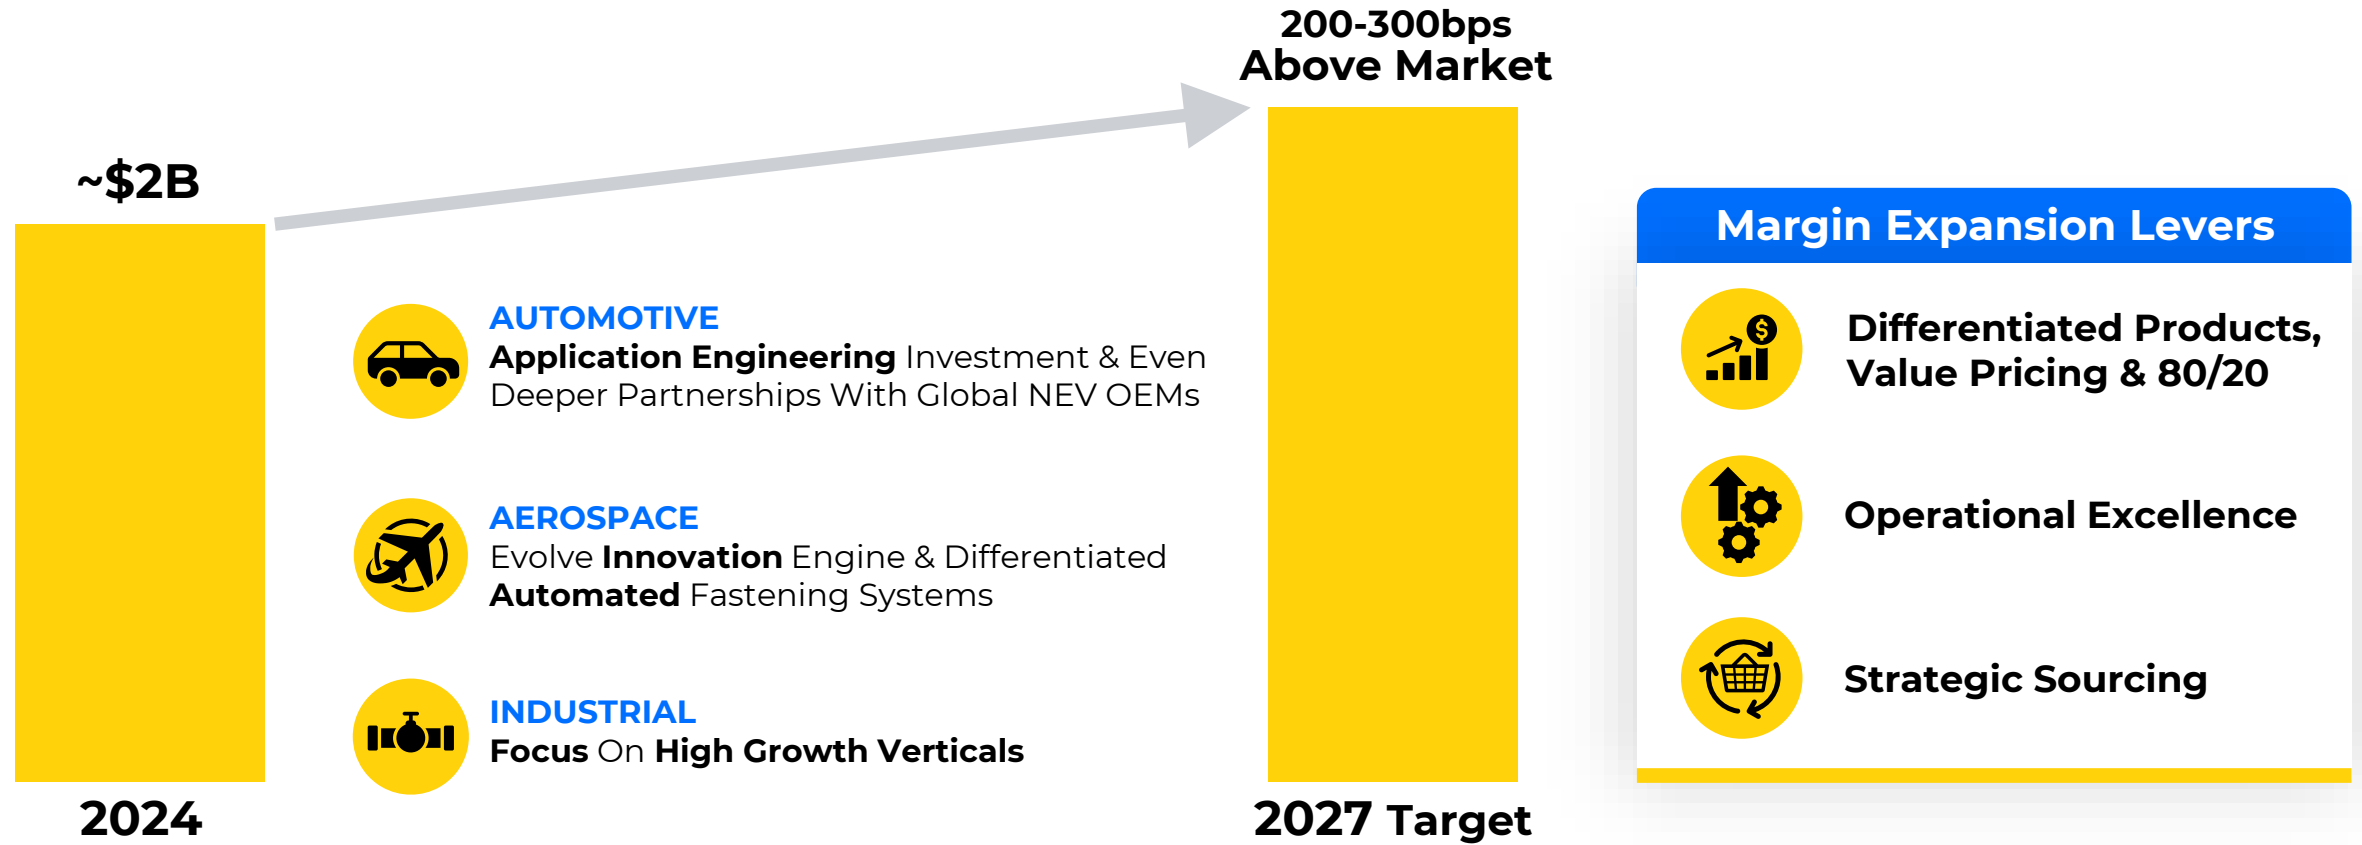 ~$2B
2024
AUTOMOTIVE
Application Engineering Investment & Even
Deeper Partnerships With Global NEV OEMs
AEROSPACE
Evolve Innovation Engine & Differentiated
Automated Fastening Systems
INDUSTRIAL
Focus On High Growth Verticals
200-300bps
Above Market
2027 Target
Margin Expansion Levers
Differentiated Products,
Value Pricing & 80/20
Operational Excellence
Strategic Sourcing